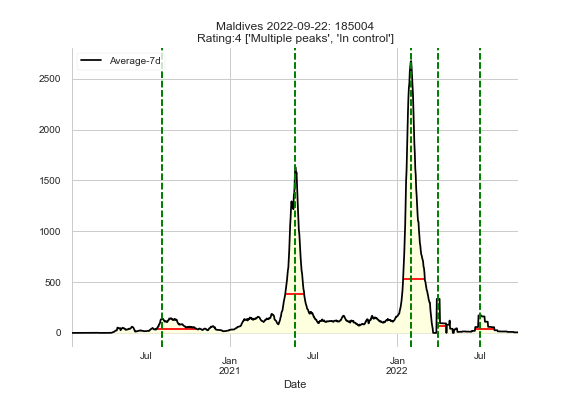 Maldives 2022-09-22: 185004
Rating:4 ['Multiple peaks', 'In control']
Average-7d
2500
2000
1500
1000
500
0
Jul
Jan
2021
Jul
Jan
2022
Jul
Date